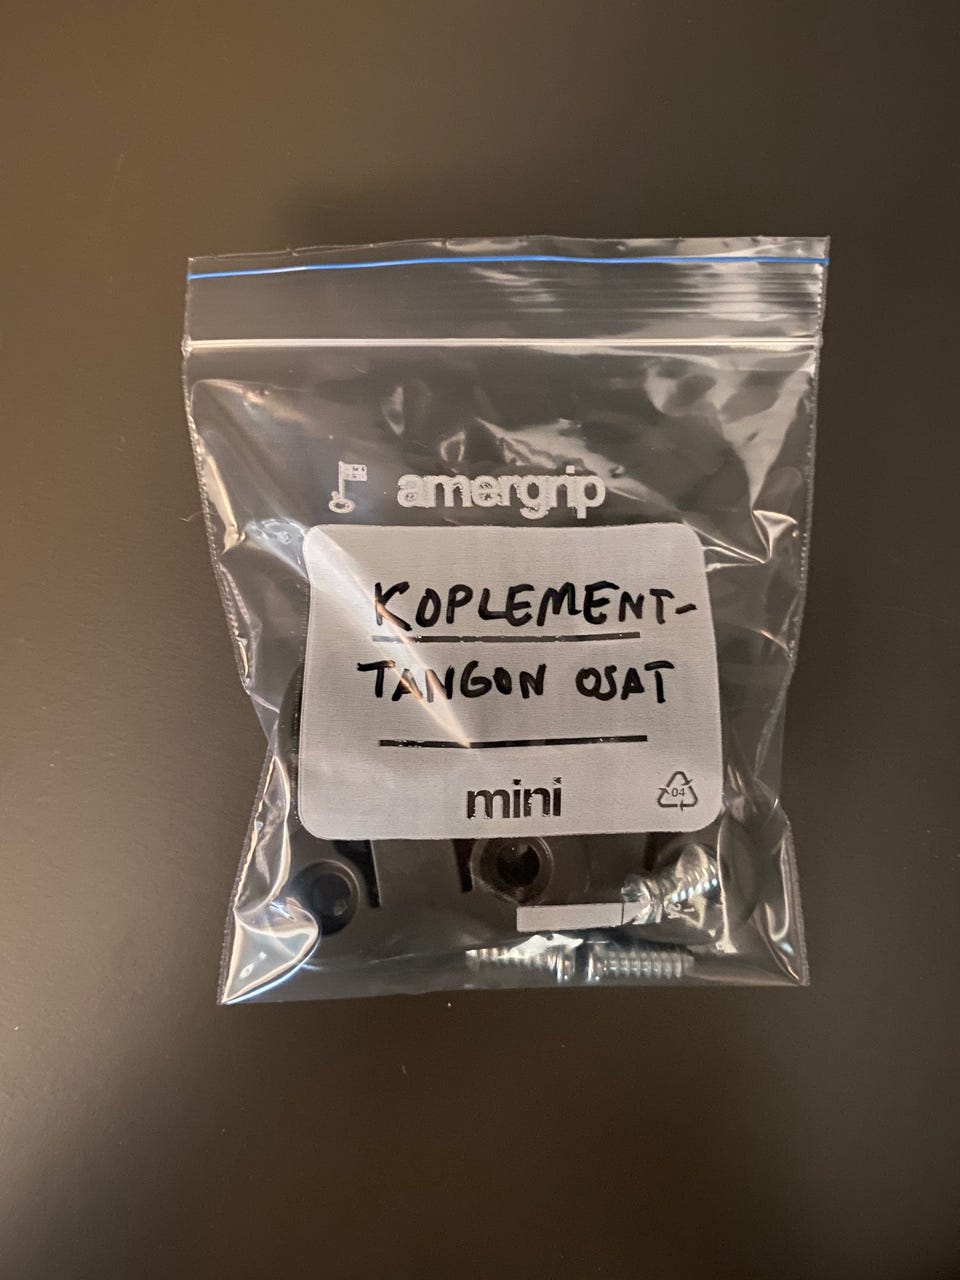 amergrip
KOPLEMENT-
TANGON OSAT
mini
04